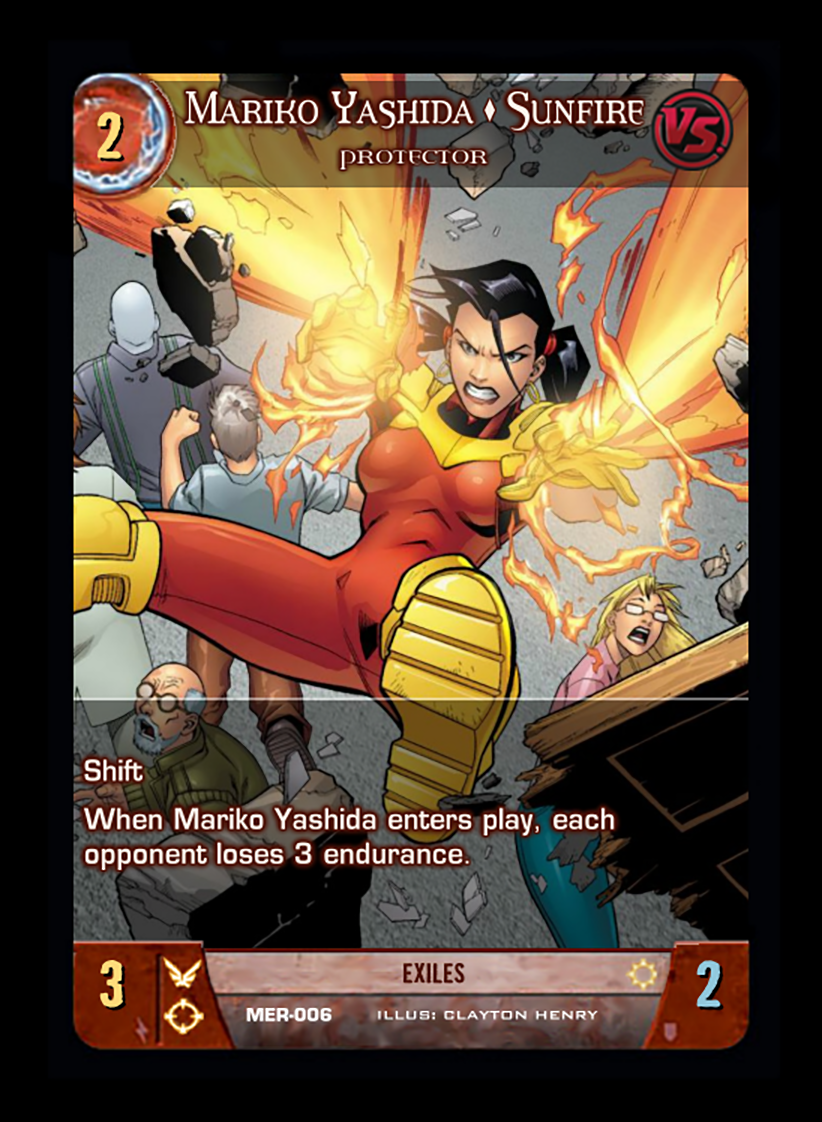 2
MARIKO YASHIDA ♦ SUNFIRE
VS.
PROTECTOR
Shift
When Mariko Yashida enters play, each
opponent loses 3 endurance.
3
EXILES
2
MER-006 ILLUS: CLAYTON HENRY